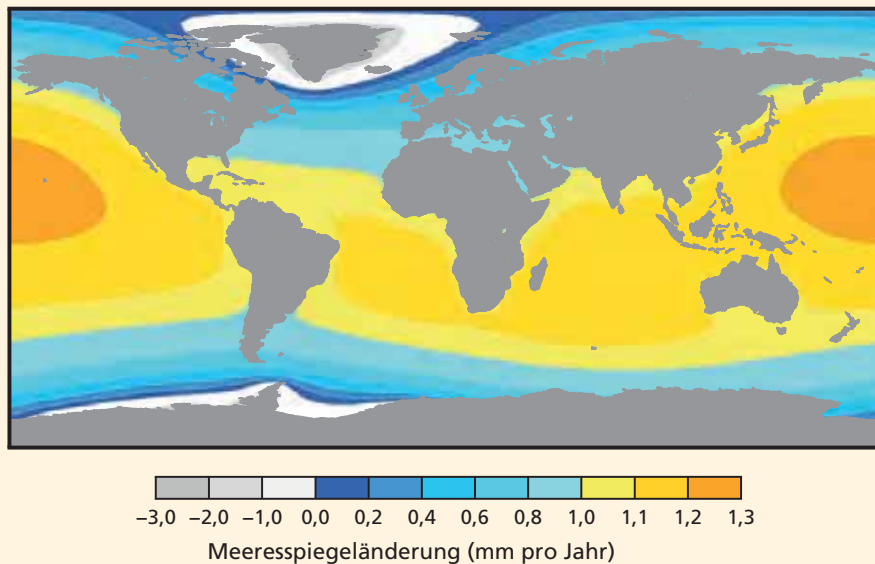 −3,0 −2,0 −1,0 0,0 0,2 0,4 0,6 0,8 1,0 1,1 1,2 1,3
Meeresspiegeländerung (mm pro Jahr)